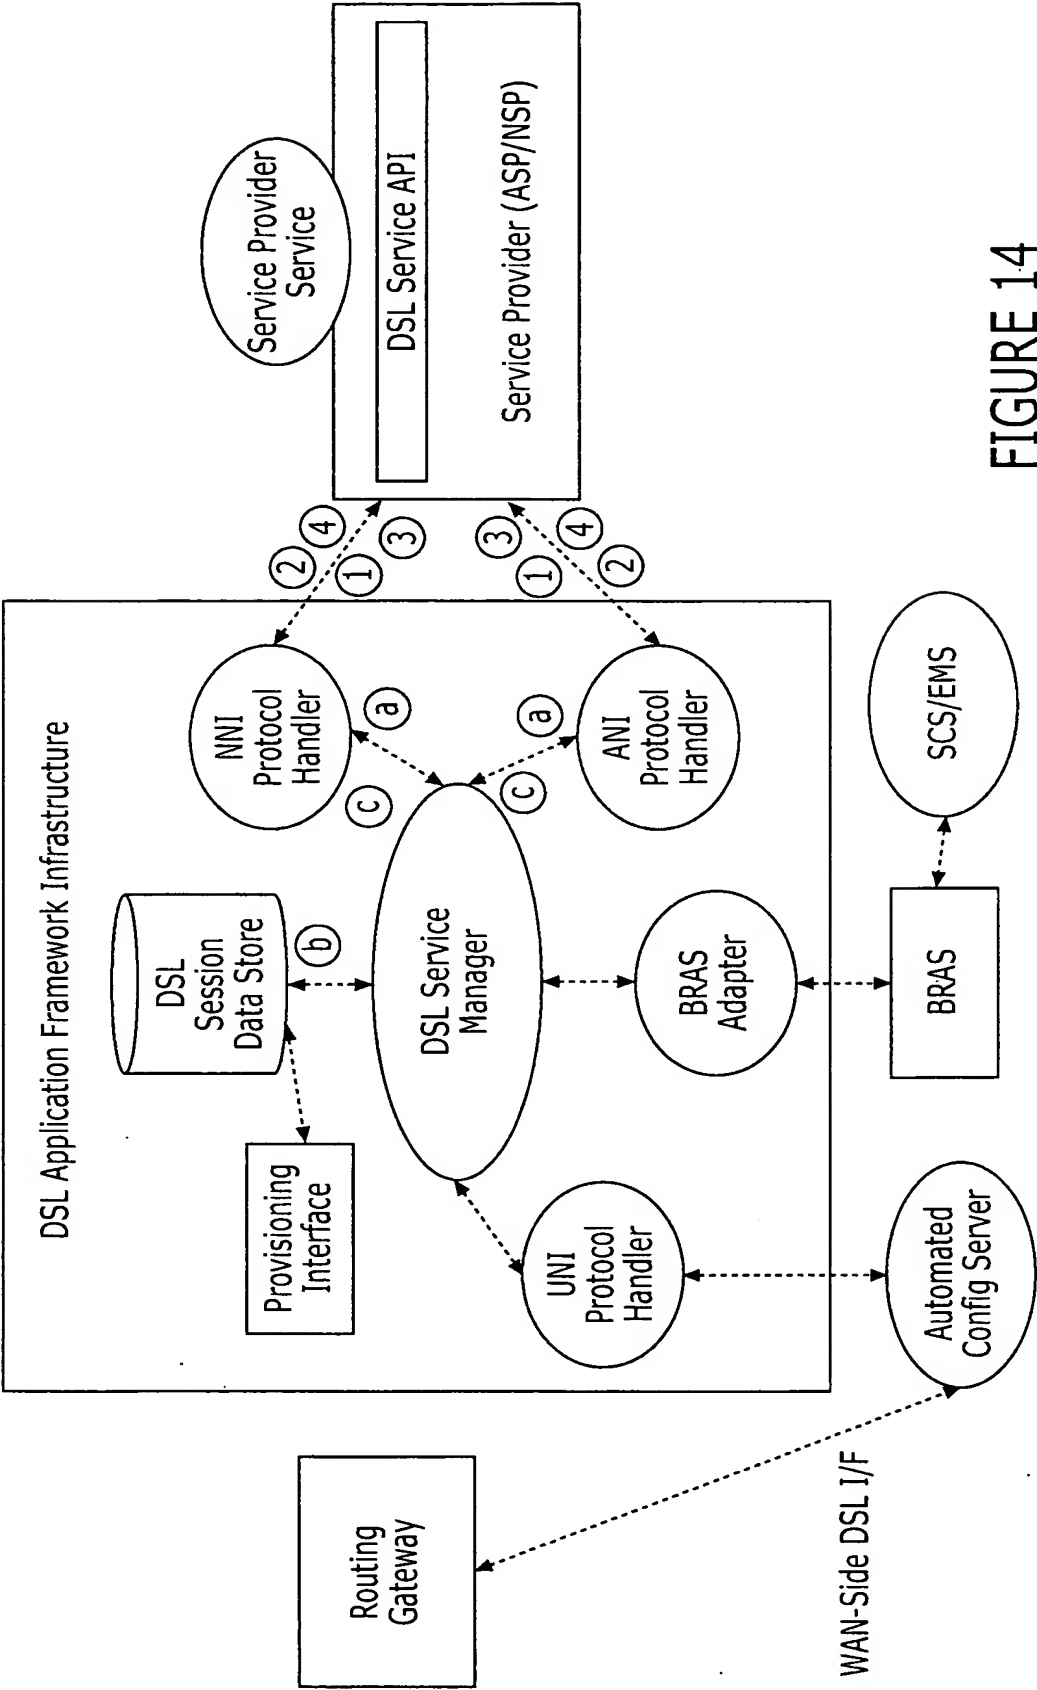 DSL Application Framework Infrastructure
Routing
Gateway
WAN-Side DSL I/F
Provisioning
Interface
DSL
Session
Data Store
b
UNI
Protocol
Handler
DSL Service
Manager
BRAS
Adapter
NNI
Protocol
Handler
a
c
a
c
ANI
Protocol
Handler
Automated
Config Server
BRAS
SCS/EMS
2
4
1
3
3
1
4
2
Service Provider
Service
DSL Service API
Service Provider (ASP/NSP)
FIGURE 14